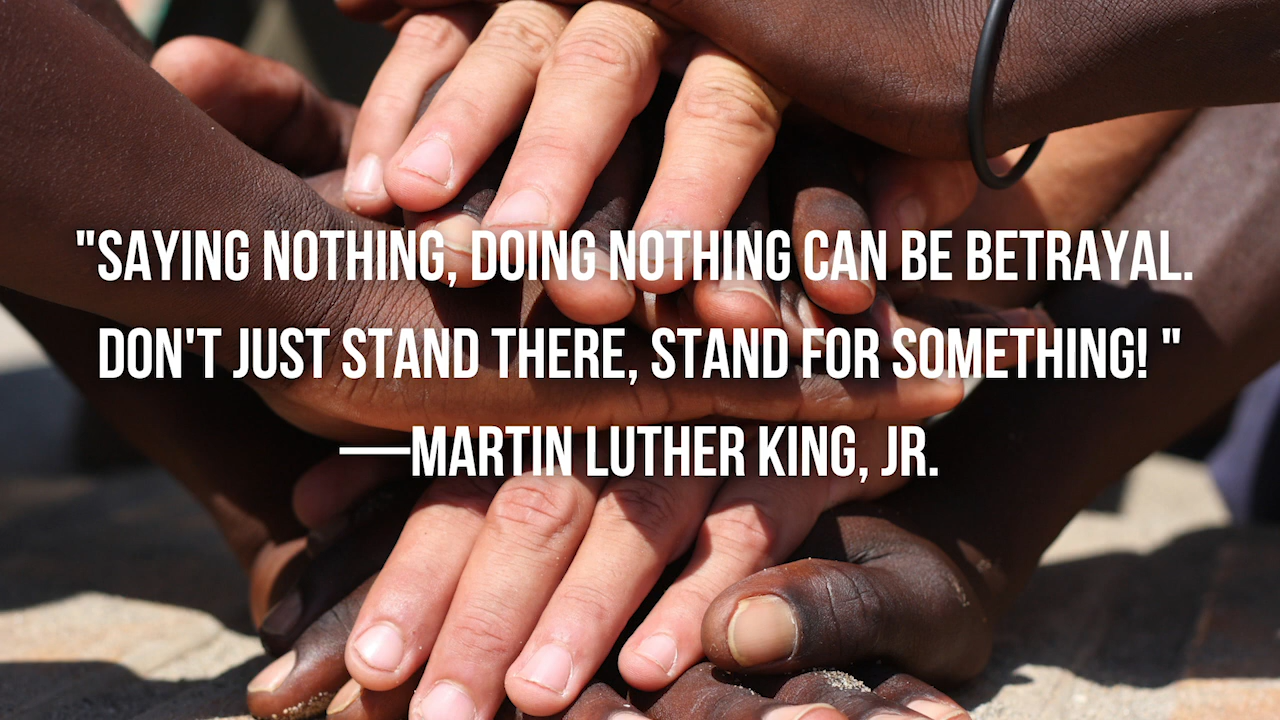 "SAYING NOTHING, DOING NOTHING CAN BE BETRAYAL.
DON'T JUST STAND THERE, STAND FOR SOMETHING! "
—MARTIN LUTHER KING, JR.